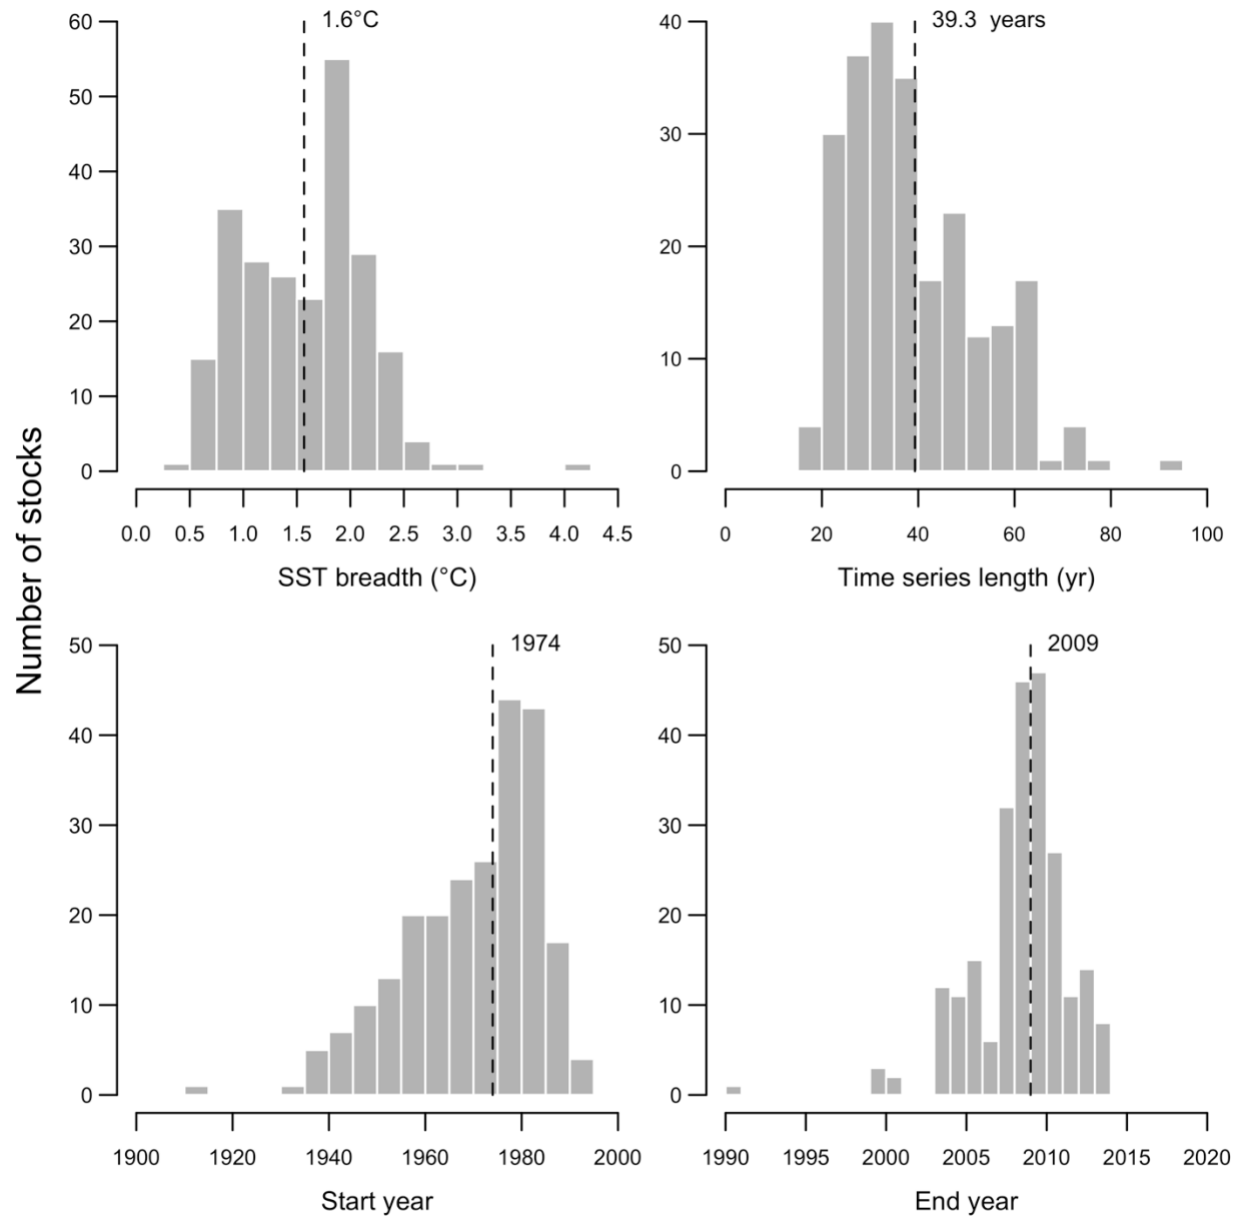 Number of stocks
1.6°C
60
50
40
30
20
10
0
0.0 0.5 1.0 1.5 2.0 2.5 3.0 3.5 4.0 4.5
SST breadth (°C)
39.3 years
40
30
20
10
0
0 20 40 60 80 100
Time series length (yr)
1974
50
40
30
20
10
0
1900 1920 1940 1960 1980 2000
Start year
2009
50
40
30
20
10
0
1990 1995 2000 2005 2010 2015 2020
End year